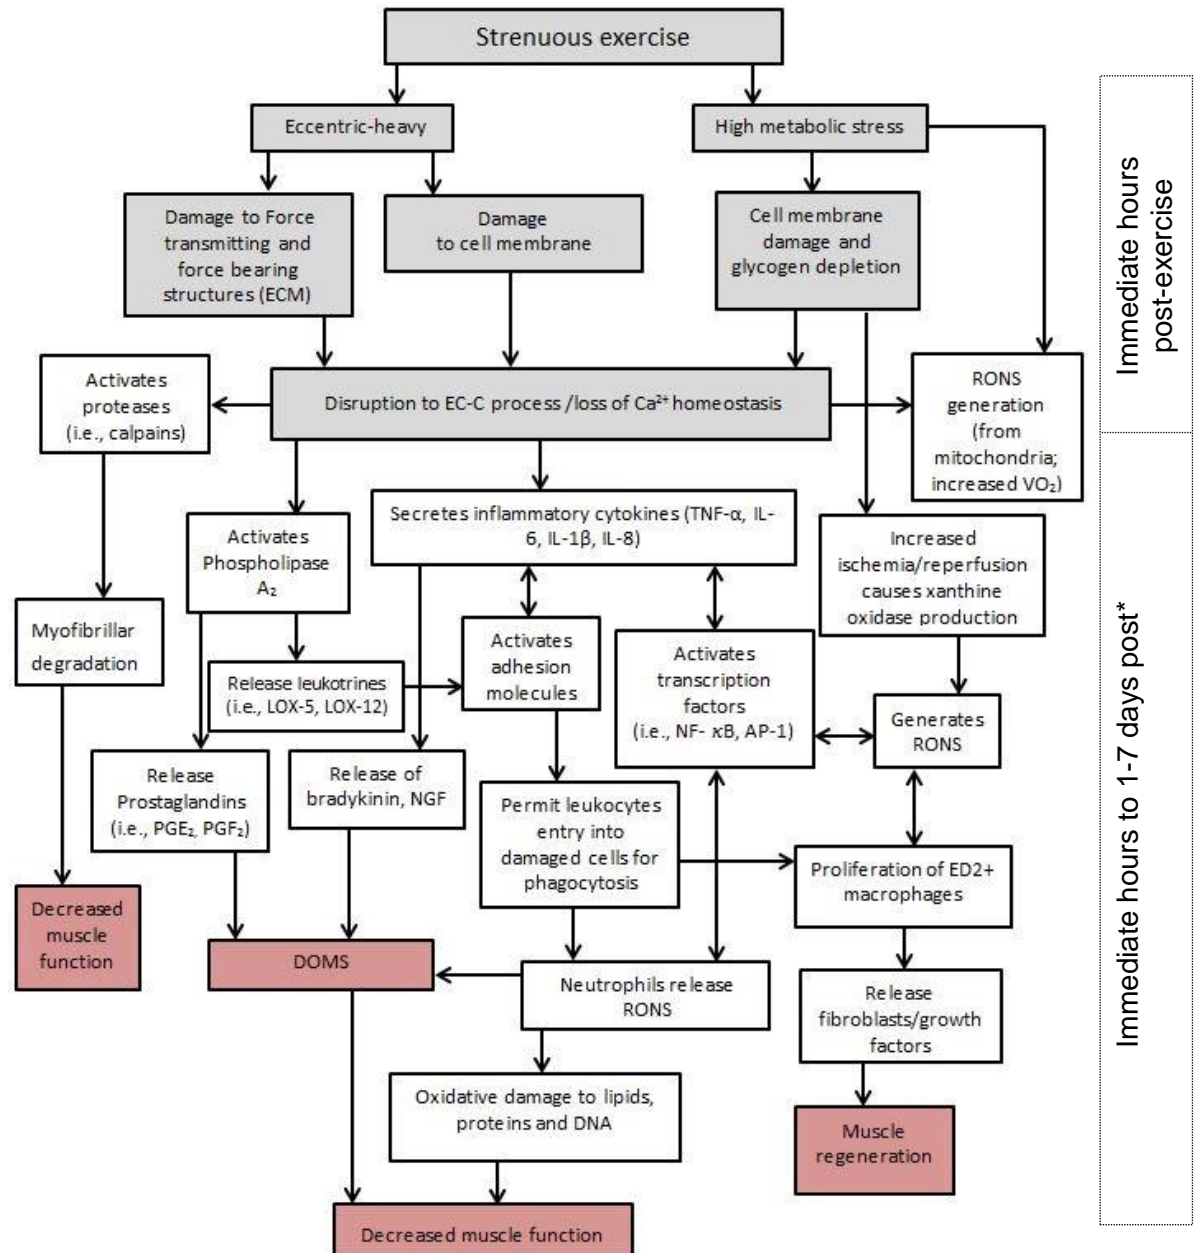 Strenuous exercise
Eccentric-heavy
High metabolic stress
Damage to Force
transmitting and
force bearing
structures (ECM)
Damage
to cell membrane
Cell membrane
damage and
glycogen depletion
Immediate hours
post-exercise
Activates
proteases
(i.e., calpains)
Disruption to EC-C process /loss of Ca²⁺ homeostasis
RONS
generation
(from
mitochondria;
increased VO₂)
Activates
Phospholipase
A₂
Secretes inflammatory cytokines (TNF-α, IL-
6, IL-1β, IL-8)
Increased
ischemia/reperfusion
causes xanthine
oxidase production
Myofibrillar
degradation
Release leukotrines
(i.e., LOX-5, LOX-12)
Activates
adhesion
molecules
Activates
transcription
factors
(i.e., NF- κB, AP-1)
Generates
RONS
Immediate hours to 1-7 days post*
Release
Prostaglandins
(i.e., PGE₂, PGF₂)
Release of
bradykinin, NGF
Permit leukocytes
entry into
damaged cells for
phagocytosis
Proliferation of ED2+
macrophages
Decreased
muscle
function
DOMS
Neutrophils release
RONS
Release
fibroblasts/growth
factors
Oxidative damage to lipids,
proteins and DNA
Muscle
regeneration
Decreased muscle function